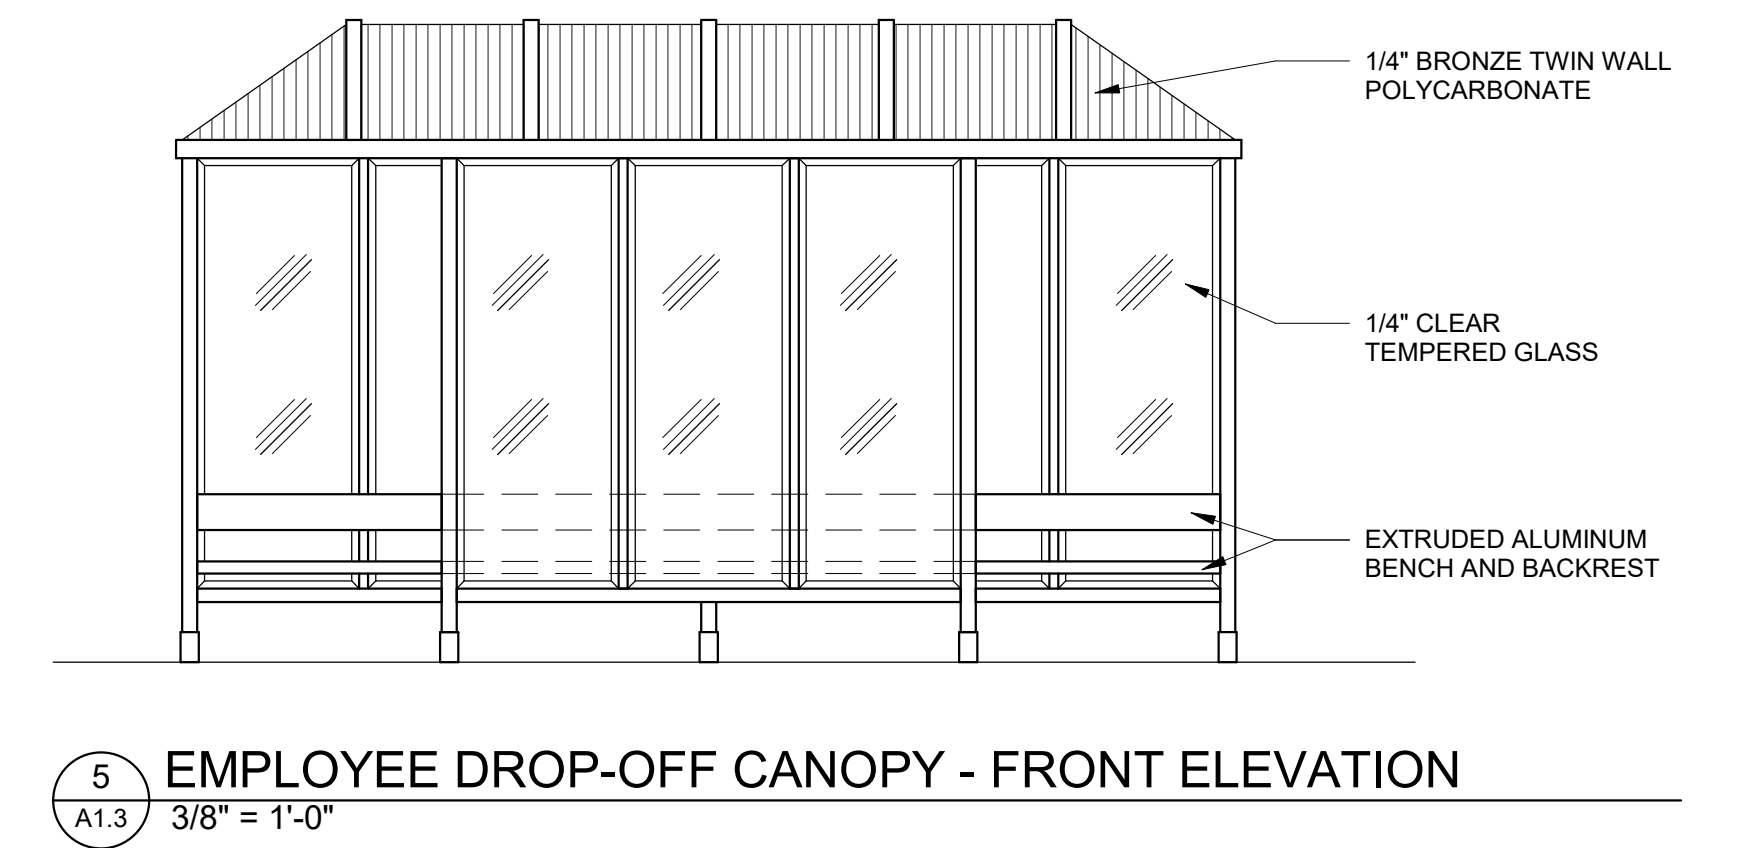 1/4" BRONZE TWIN WALL
POLYCARBONATE
1/4" CLEAR
TEMPERED GLASS
EXTRUDED ALUMINUM
BENCH AND BACKREST
5
A1.3
EMPLOYEE DROP-OFF CANOPY - FRONT ELEVATION
3/8" = 1'-0"